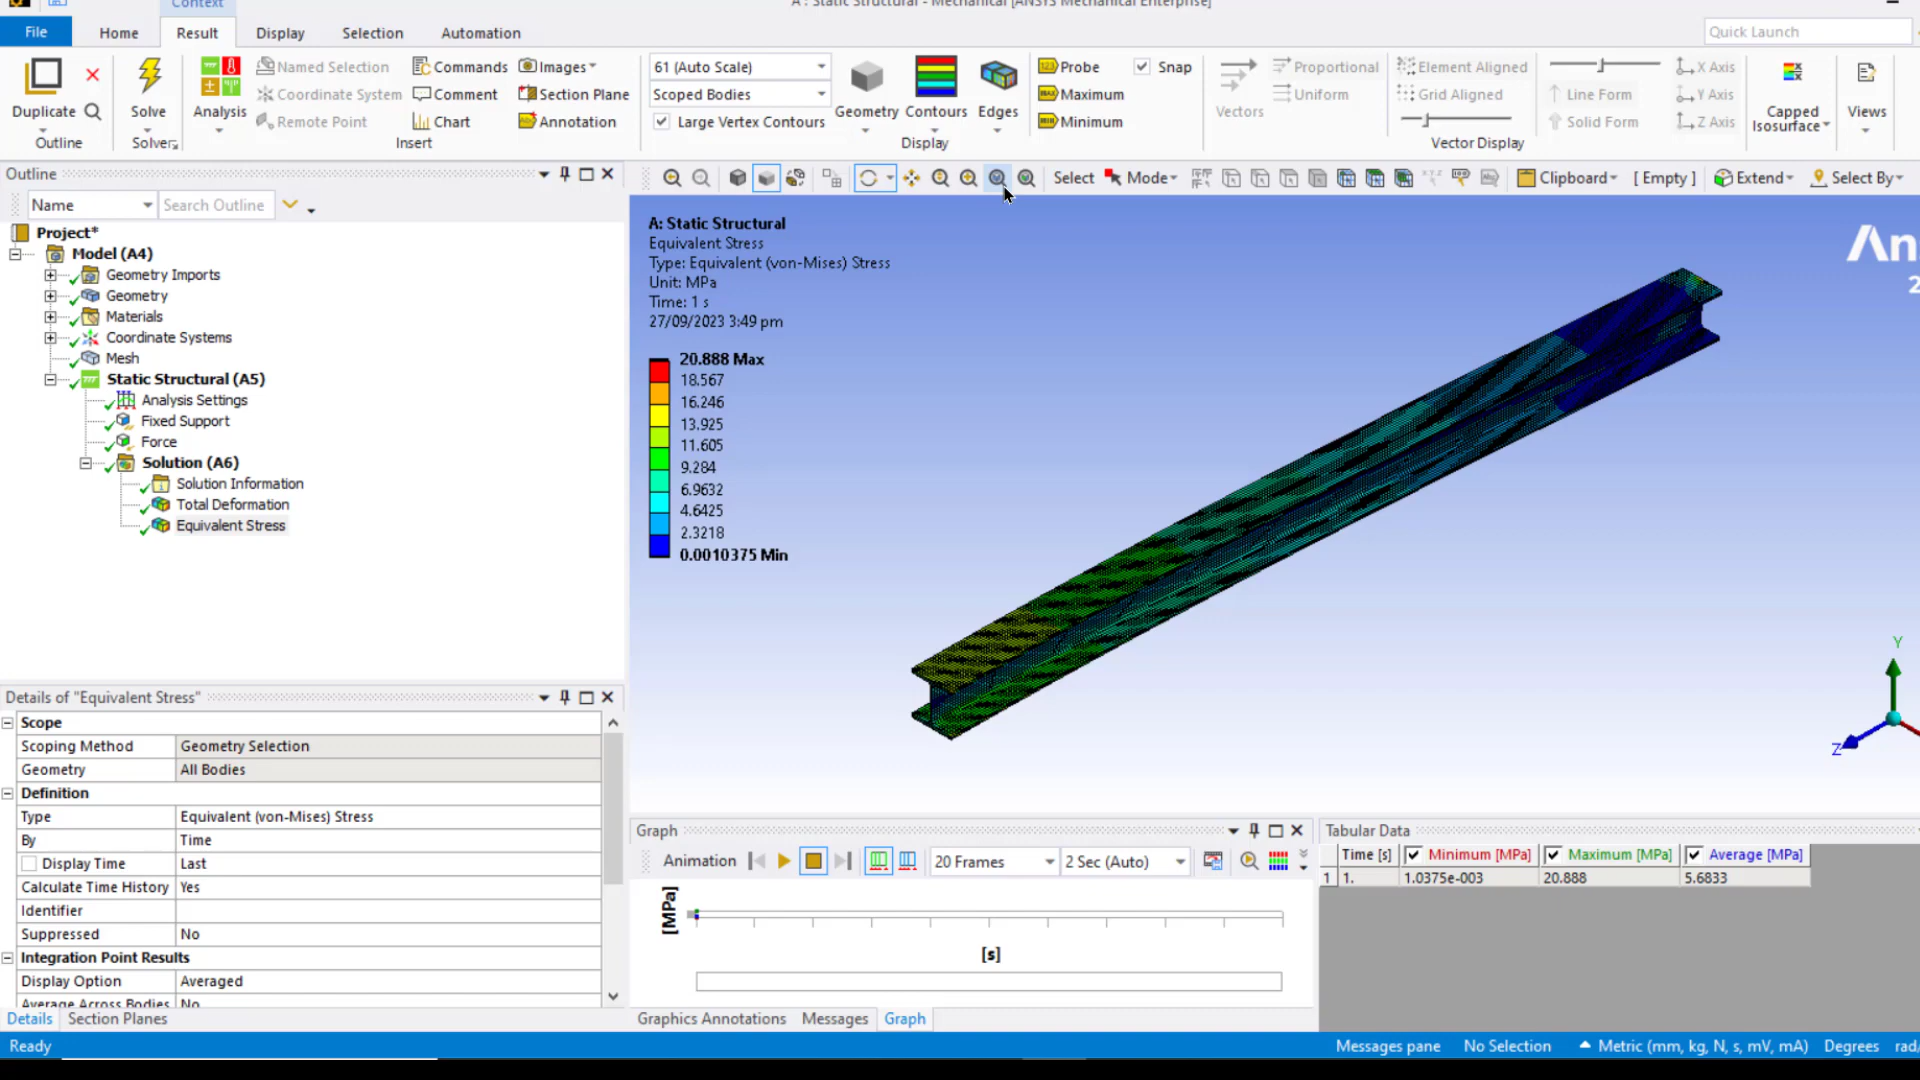 Context
A : Static Structural - Mechanical [ANSYS Mechanical Enterprise]
File Home Result Display Selection Automation
Quick Launch
Duplicate
Outline
Solve
Solver
Analysis
Named Selection
Coordinate System
Remote Point
Commands
Comment
Chart
Images
Section Plane
Annotation
Insert
61 (Auto Scale)
Scoped Bodies
Large Vertex Contours
Geometry
Contours
Edges
Display
Probe
Maximum
Minimum
Snap
Vectors
Proportional
Uniform
Element Aligned
Grid Aligned
Line Form
Solid Form
X Axis
Y Axis
Z Axis
Vector Display
Capped
Isosurface
Views
Outline
Name
Search Outline
Select Mode
Clipboard [ Empty ] Extend Select By
Project*
Model (A4)
Geometry Imports
Geometry
Materials
Coordinate Systems
Mesh
Static Structural (A5)
Analysis Settings
Fixed Support
Force
Solution (A6)
Solution Information
Total Deformation
Equivalent Stress
A: Static Structural
Equivalent Stress
Type: Equivalent (von-Mises) Stress
Unit: MPa
Time: 1 s
27/09/2023 3:49 pm
20.888 Max
18.567
16.246
13.925
11.605
9.284
6.9632
4.6425
2.3218
0.0010375 Min
Ans
2
Y
Z
Details of "Equivalent Stress"
Scope
Scoping Method Geometry Selection
Geometry All Bodies
Definition
Type Equivalent (von-Mises) Stress
By Time
Display Time Last
Calculate Time History Yes
Identifier
Suppressed No
Integration Point Results
Display Option Averaged
Average Across Bodies No
Details Section Planes
Graph
Animation 20 Frames 2 Sec (Auto)
[MPa]
[s]
Graphics Annotations Messages Graph
Tabular Data
Time [s] Minimum [MPa] Maximum [MPa] Average [MPa]
1 1. 1.0375e-003 20.888 5.6833
Ready
Messages pane No Selection Metric (mm, kg, N, s, mV, mA) Degrees rad/